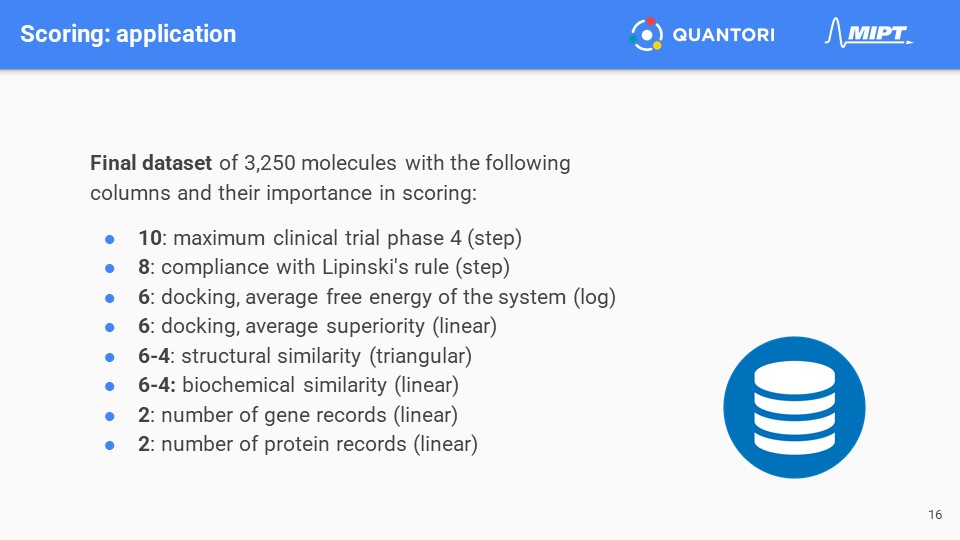 Scoring: application
QUANTORI
MIPT
Final dataset of 3,250 molecules with the following
columns and their importance in scoring:
● 10: maximum clinical trial phase 4 (step)
● 8: compliance with Lipinski's rule (step)
● 6: docking, average free energy of the system (log)
● 6: docking, average superiority (linear)
● 6-4: structural similarity (triangular)
● 6-4: biochemical similarity (linear)
● 2: number of gene records (linear)
● 2: number of protein records (linear)
16